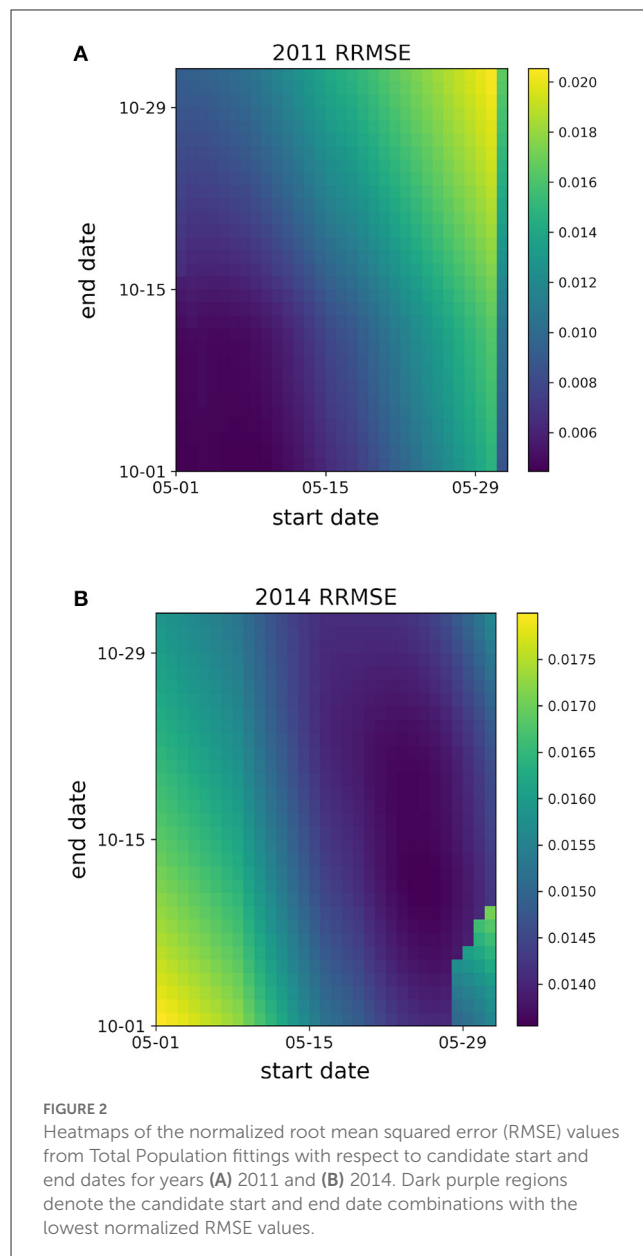 A
2011 RRMSE
10-29
10-15
10-01
end date
05-01
05-15
05-29
start date
0.020
0.018
0.016
0.014
0.012
0.010
0.008
0.006
B
2014 RRMSE
10-29
10-15
10-01
end date
05-01
05-15
05-29
start date
0.0175
0.0170
0.0165
0.0160
0.0155
0.0150
0.0145
0.0140
FIGURE 2
Heatmaps of the normalized root mean squared error (RMSE) values
from Total Population fittings with respect to candidate start and
end dates for years (A) 2011 and (B) 2014. Dark purple regions
denote the candidate start and end date combinations with the
lowest normalized RMSE values.